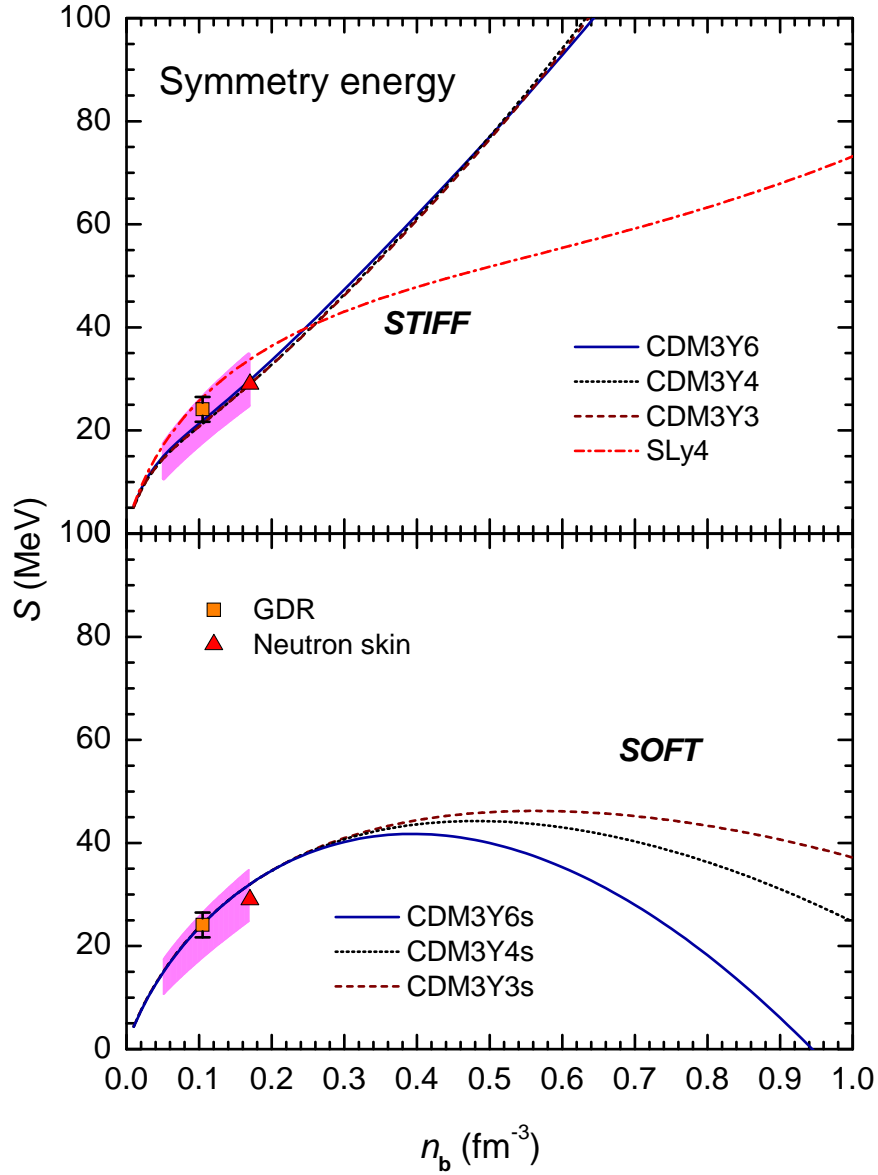 100
Symmetry energy
80
60
STIFF
40
CDM3Y6
CDM3Y4
CDM3Y3
20
SLy4
S (MeV)
100
GDR
80
Neutron skin
60
SOFT
40
CDM3Y6s
20
CDM3Y4s
CDM3Y3s
0
0.0 0.1 0.2 0.3 0.4 0.5 0.6 0.7 0.8 0.9 1.0
n_b (fm^-3)